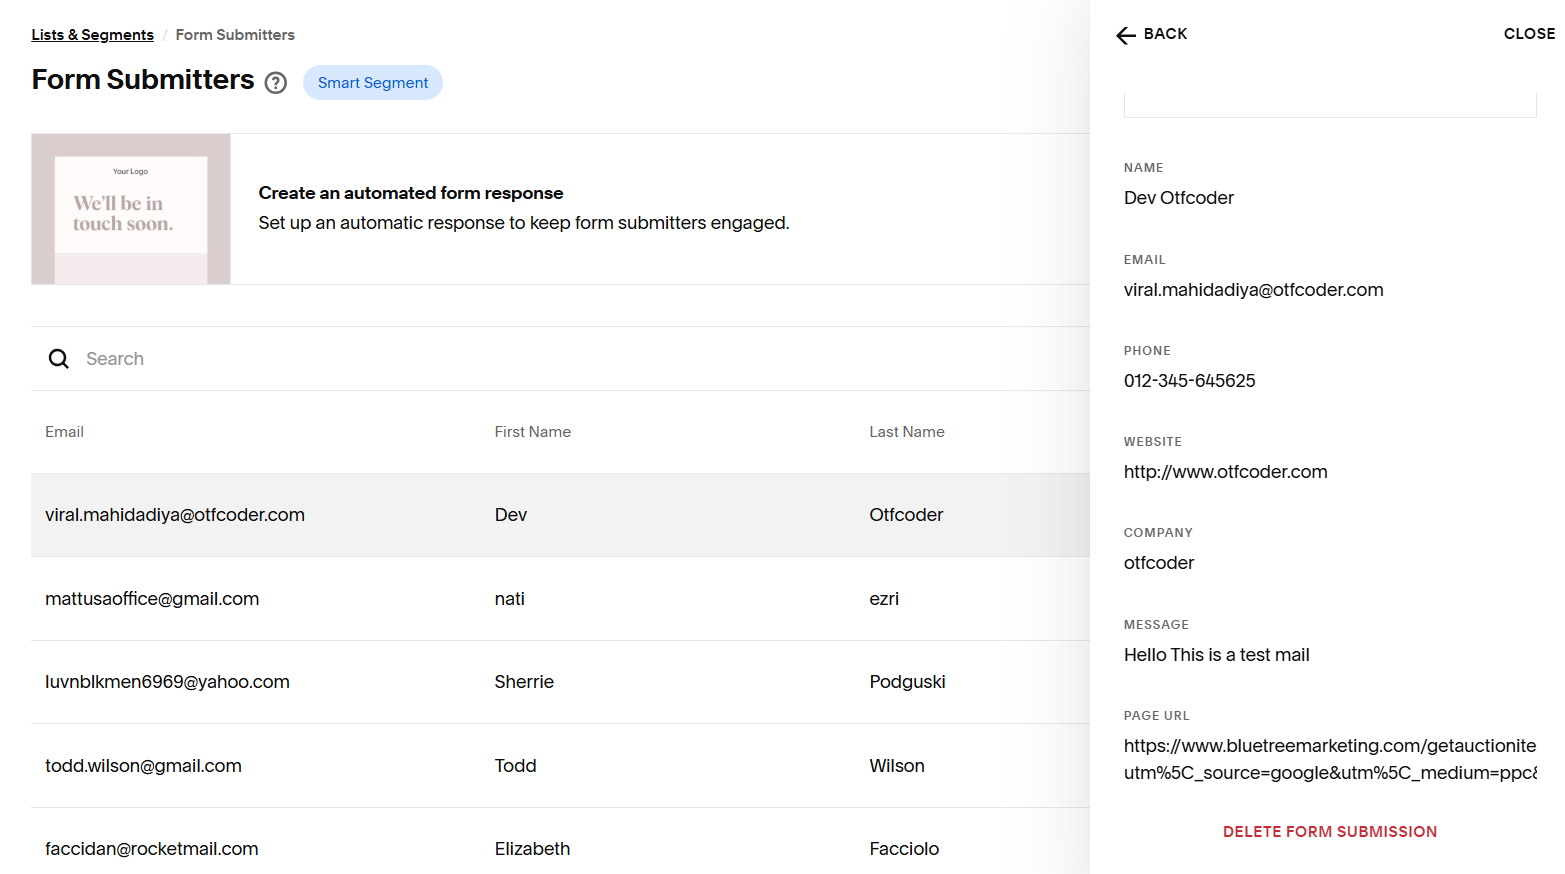 Lists & Segments / Form Submitters
Form Submitters ? Smart Segment
Your Logo
We'll be in
touch soon.
Create an automated form response
Set up an automatic response to keep form submitters engaged.
Search
Email First Name Last Name
viral.mahidadiya@otfcoder.com Dev Otfcoder
mattusaoffice@gmail.com nati ezri
luvnblkmen6969@yahoo.com Sherrie Podguski
todd.wilson@gmail.com Todd Wilson
faccidan@rocketmail.com Elizabeth Facciolo
BACK CLOSE
NAME
Dev Otfcoder
EMAIL
viral.mahidadiya@otfcoder.com
PHONE
012-345-645625
WEBSITE
http://www.otfcoder.com
COMPANY
otfcoder
MESSAGE
Hello This is a test mail
PAGE URL
https://www.bluetreemarketing.com/getauctionite
utm%5C_source=google&utm%5C_medium=ppc&
DELETE FORM SUBMISSION